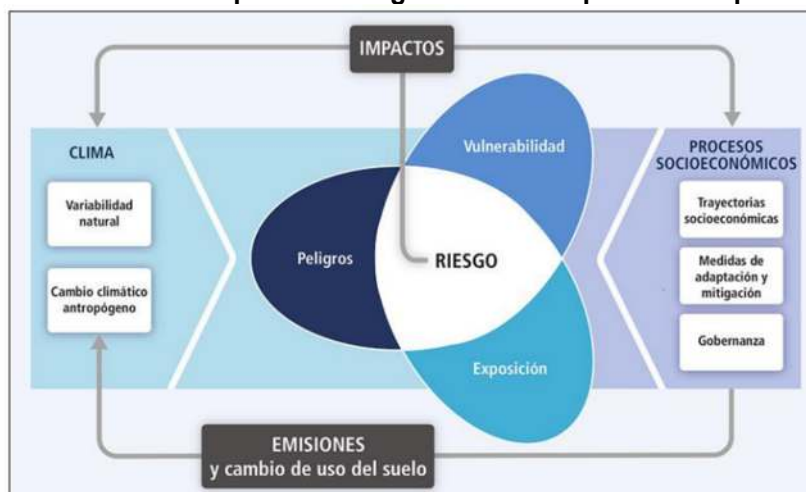 IMPACTOS
CLIMA
Variabilidad
natural
Cambio climático
antropógeno
Vulnerabilidad
Peligros
RIESGO
Exposición
PROCESOS
SOCIOECONÓMICOS
Trayectorias
socioeconómicas
Medidas de
adaptación y
mitigación
Gobernanza
EMISIONES
y cambio de uso del suelo